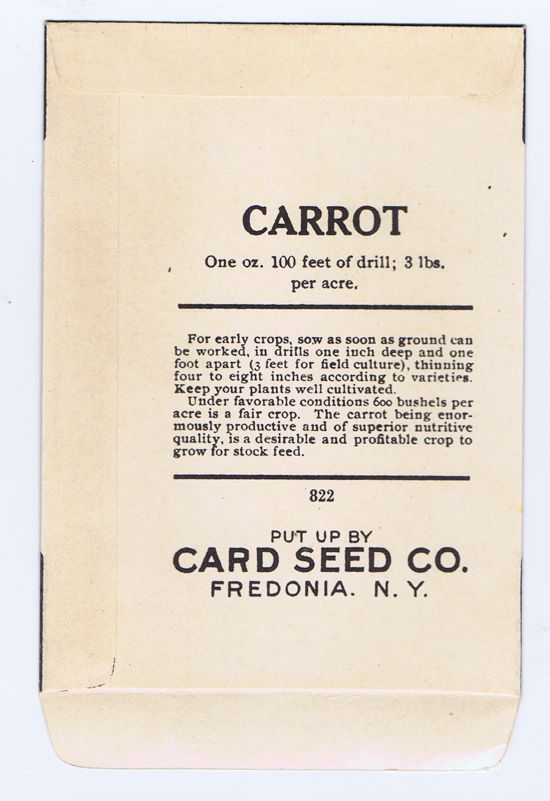 CARROT
One oz. 100 feet of drill; 3 lbs.
per acre.
For early crops, sow as soon as ground can
be worked, in drills one inch deep and one
foot apart (3 feet for field culture), thinning
four to eight inches according to varieties.
Keep your plants well cultivated.
Under favorable conditions 600 bushels per
acre is a fair crop. The carrot being enor-
mously productive and of superior nutritive
quality, is a desirable and profitable crop to
grow for stock feed.
822
PUT UP BY
CARD SEED CO.
FREDONIA. N. Y.